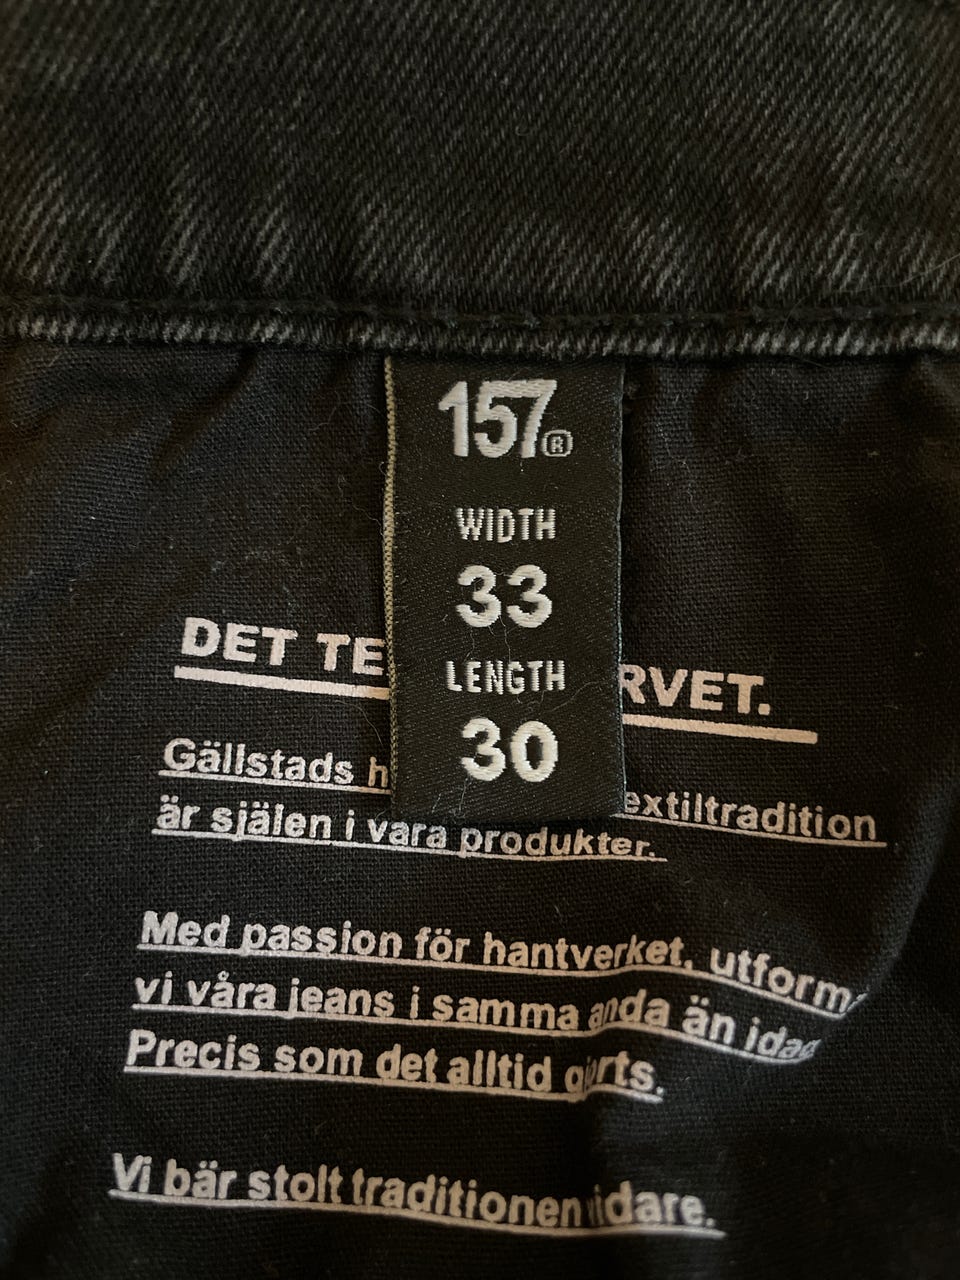 157®
WIDTH
33
LENGTH
30
DET TE RVET.
Gällstads h extiltradition
är själen i vara produkter.
Med passion för hantverket, utform
vi våra jeans i samma anda än idag
Precis som det alltid gjorts.
Vi bär stolt traditionen vidare.